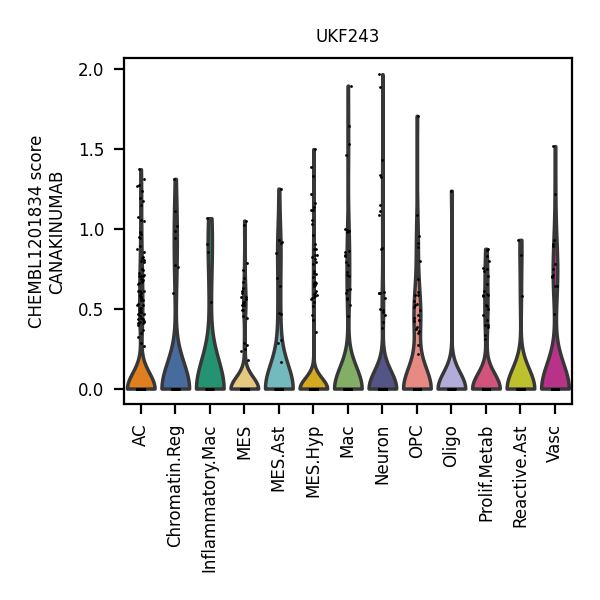 UKF243
CHEMBL1201834 score
CANAKINUMAB
2.0
1.5
1.0
0.5
0.0
AC
Chromatin.Reg
Inflammatory.Mac
MES
MES.Ast
MES.Hyp
Mac
Neuron
OPC
Oligo
Prolif.Metab
Reactive.Ast
Vasc